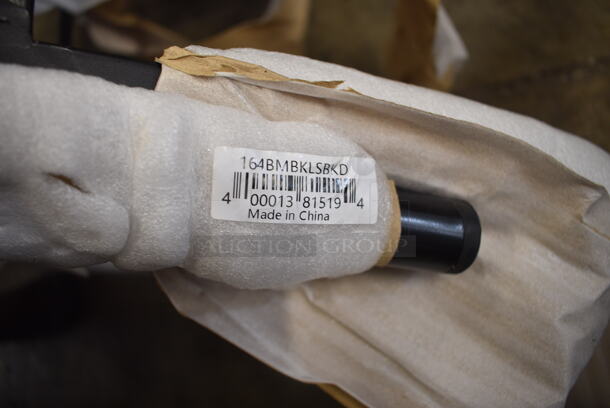 164BMBKLSBKD
4 00013 81519 4
Made in China
AUCTION GROUP